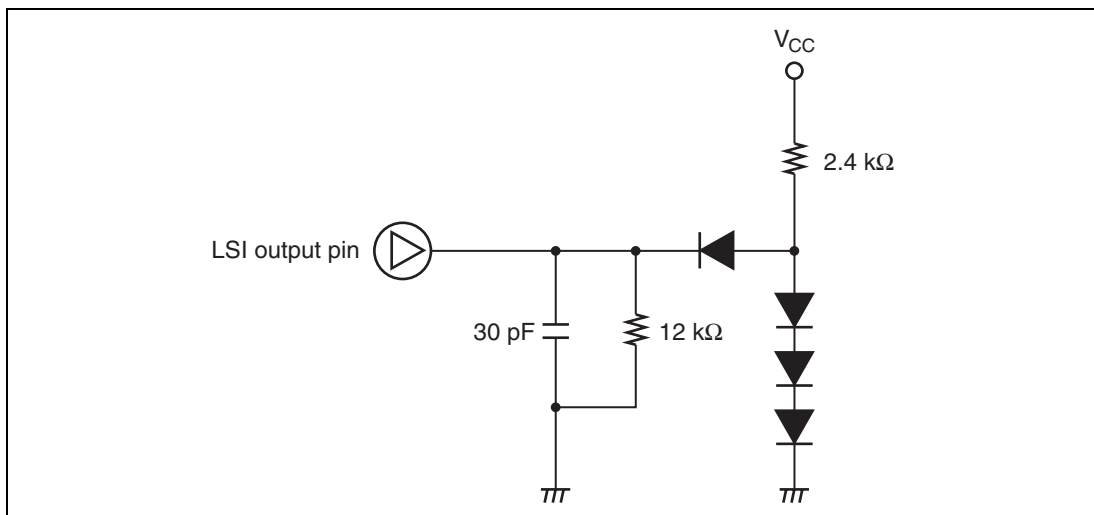 VCC
2.4 kΩ
LSI output pin
30 pF
12 kΩ